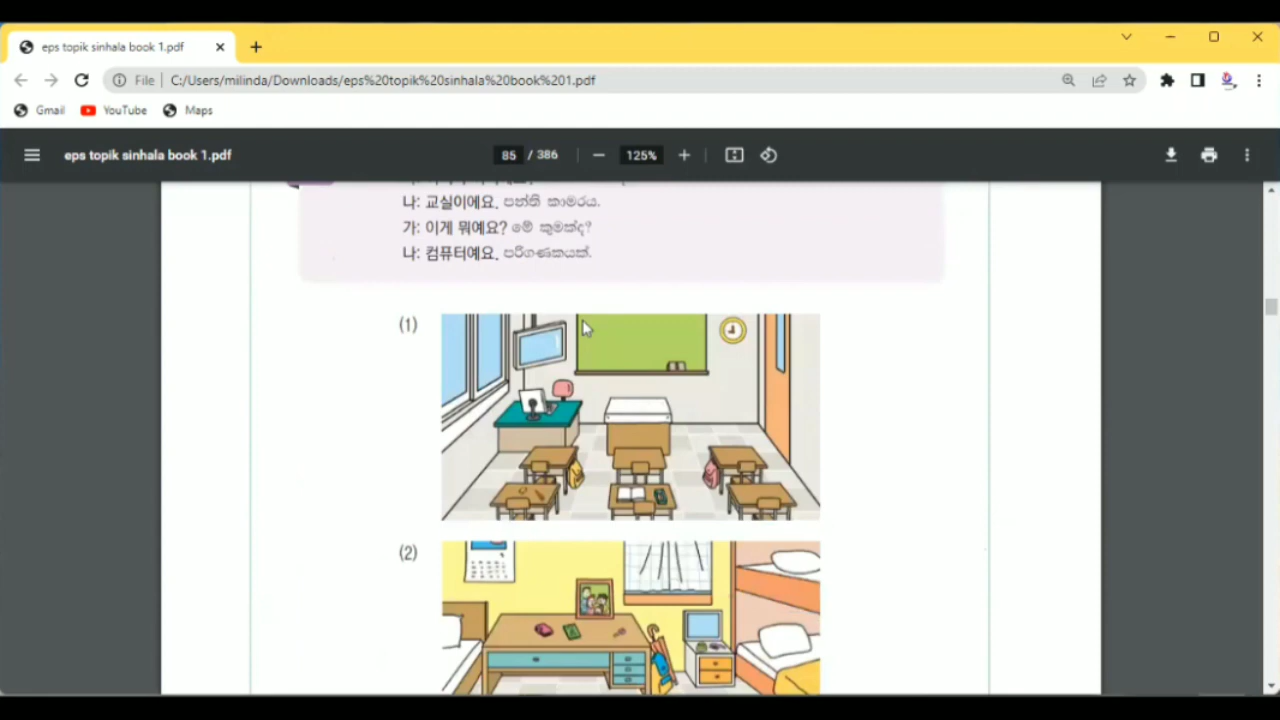 eps topik sinhala book 1.pdf
File
C:/Users/milinda/Downloads/eps%20topik%20sinhala%20book%201.pdf
Gmail
YouTube
Maps
eps topik sinhala book 1.pdf
85 / 386
125%
나: 교실이에요. පන්ති කාමරය.
가: 이게 뭐예요? මේ කුමක්ද?
나: 컴퓨터예요. පරිගණකයක්.
(1)
(2)